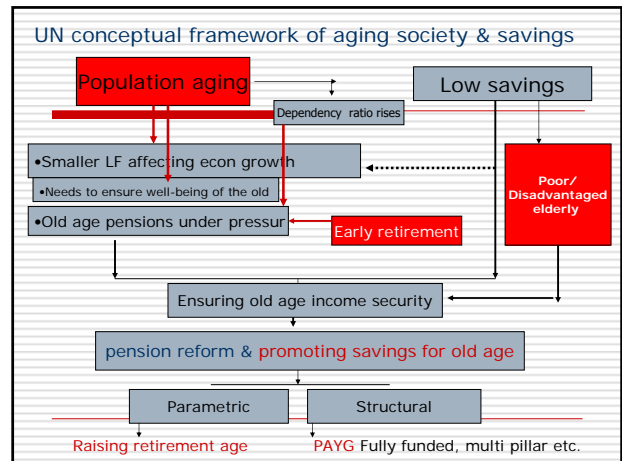 UN conceptual framework of aging society & savings
Population aging
Low savings
Dependency ratio rises
•Smaller LF affecting econ growth
•Needs to ensure well-being of the old
•Old age pensions under pressur
Early retirement
Poor/
Disadvantaged
elderly
Ensuring old age income security
pension reform & promoting savings for old age
Parametric
Structural
Raising retirement age
PAYG Fully funded, multi pillar etc.